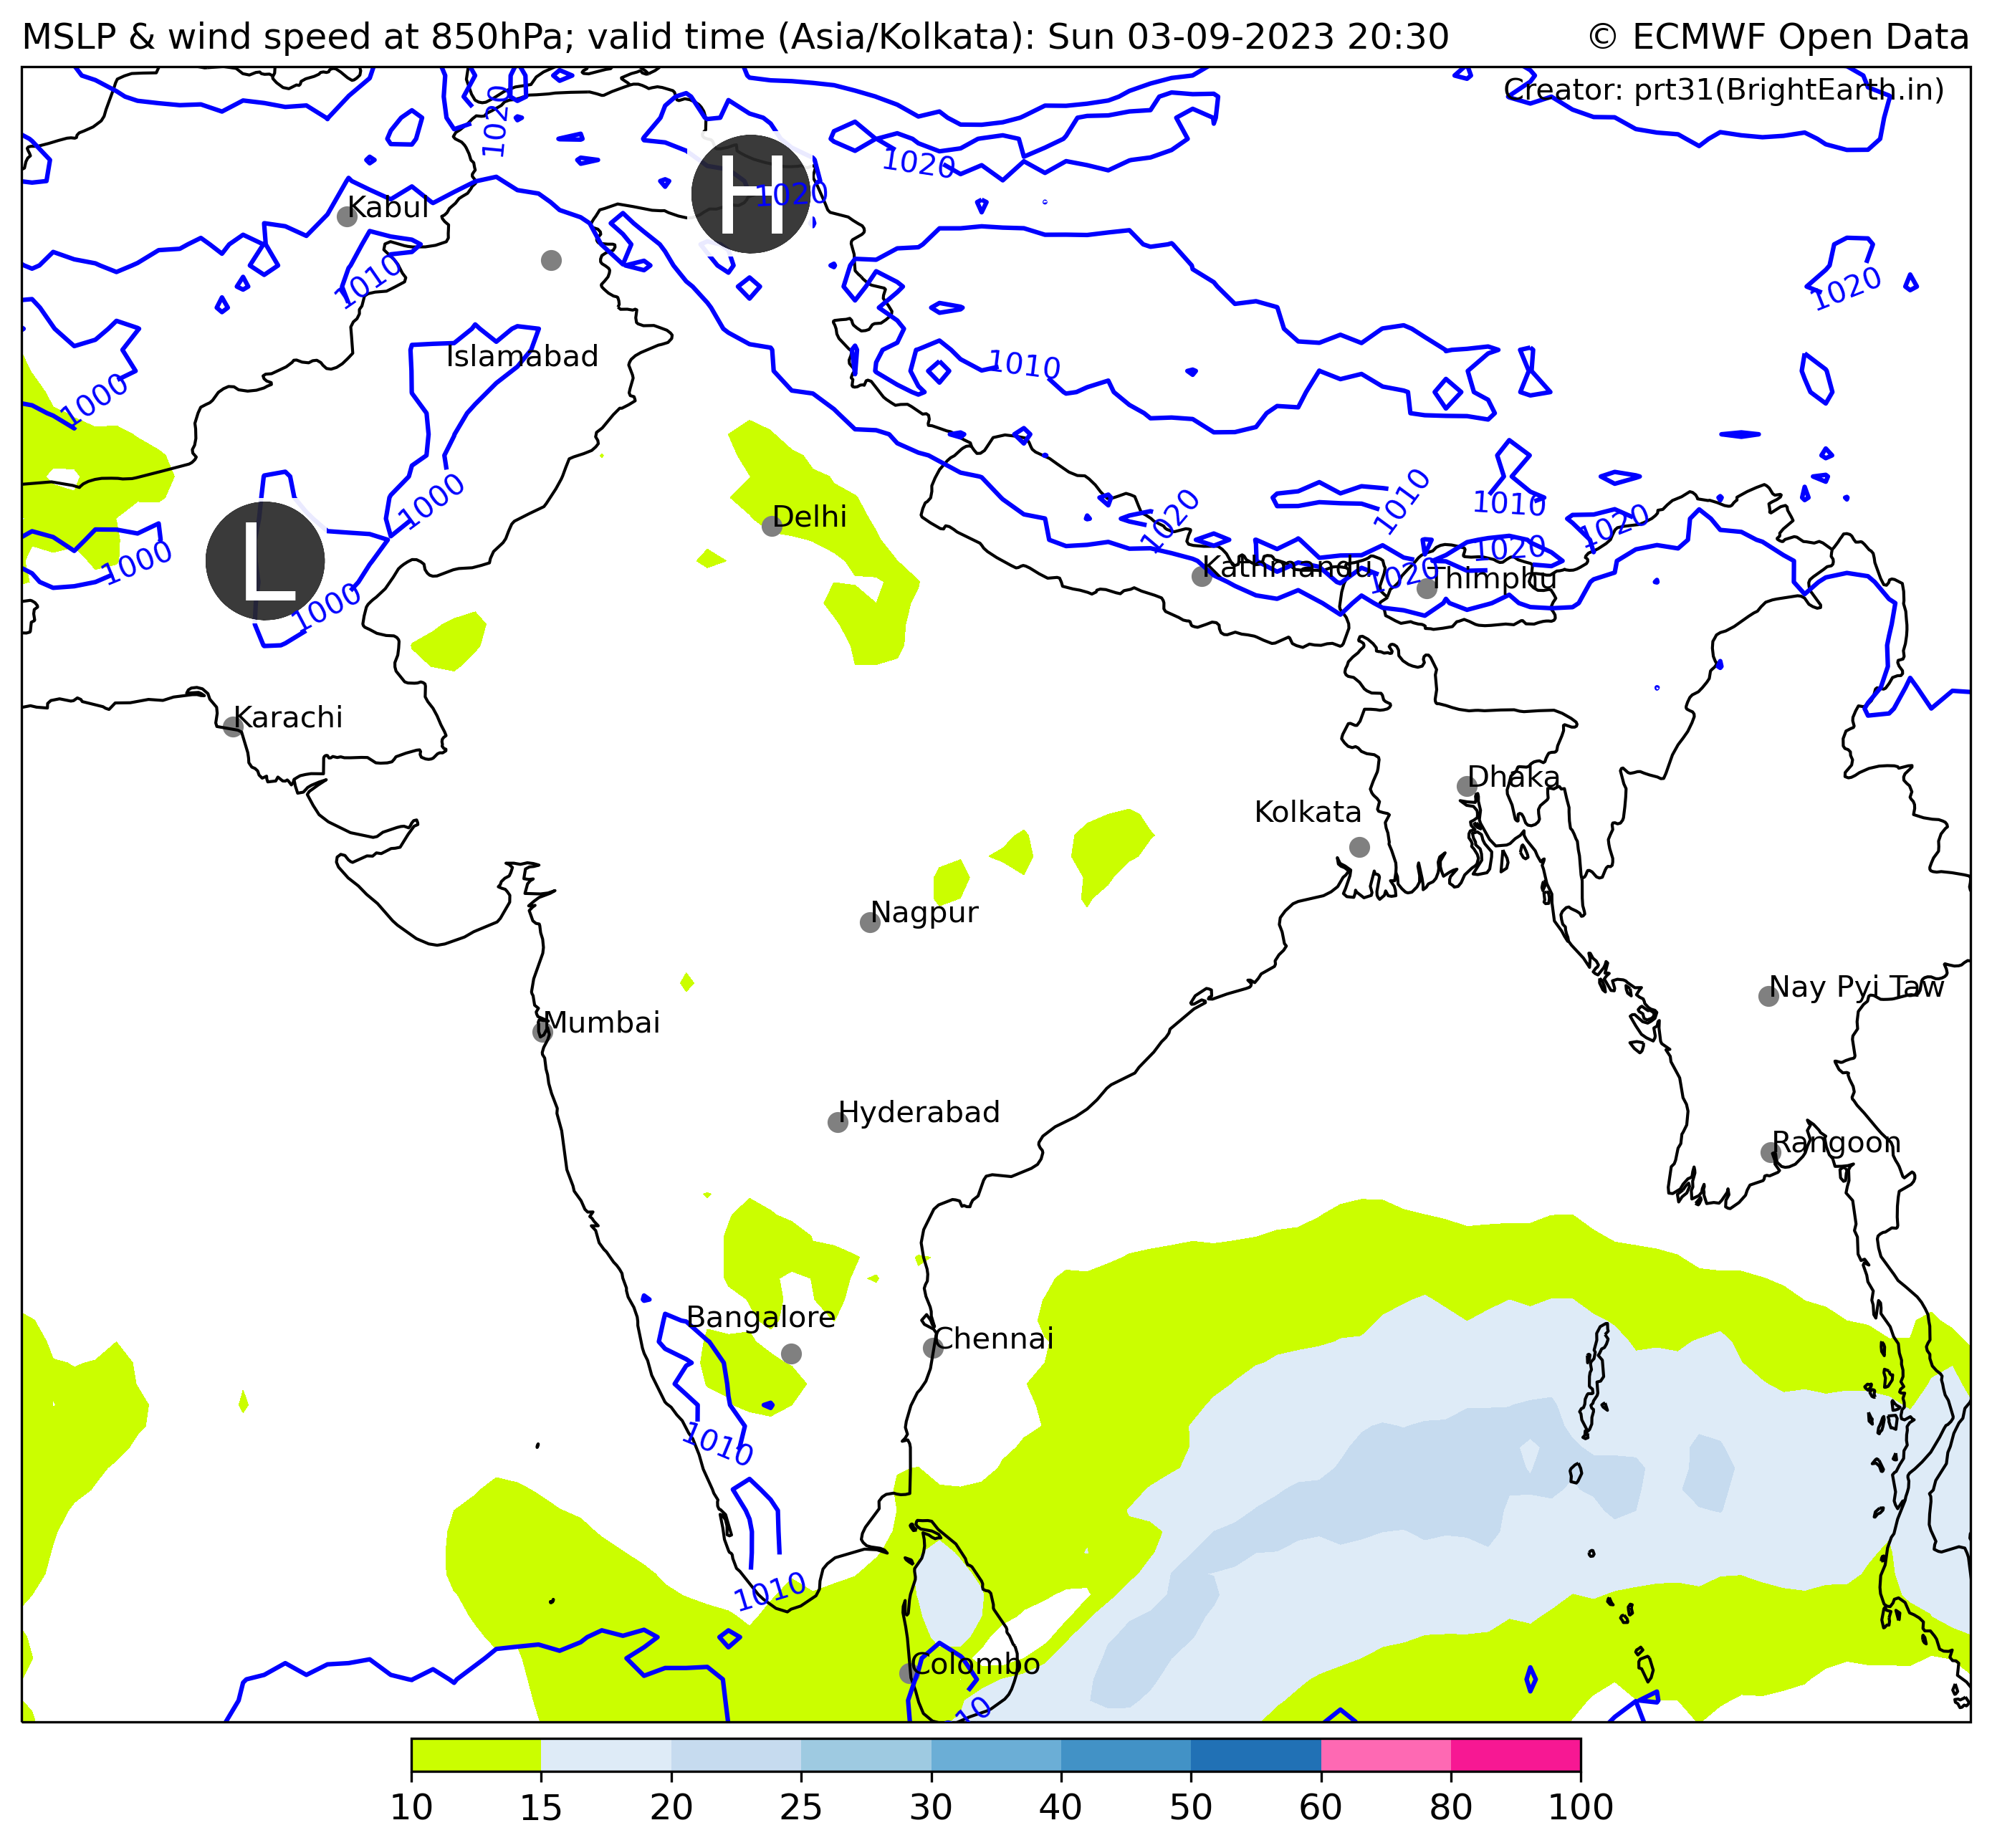 MSLP & wind speed at 850hPa; valid time (Asia/Kolkata): Sun 03-09-2023 20:30
© ECMWF Open Data
Creator: prt31(BrightEarth.in)
1020
1020
H
1020
Kabul
1010
1020
Islamabad
1010
1000
1000
1010
1010
1020
1020
Delhi
1000
1020
L
Kathmandu
1020
Thimphu
1000
Karachi
Dhaka
Kolkata
Nagpur
Nay Pyi Taw
Mumbai
Hyderabad
Rangoon
Bangalore
Chennai
1010
1010
Colombo
10
10 15 20 25 30 40 50 60 80 100